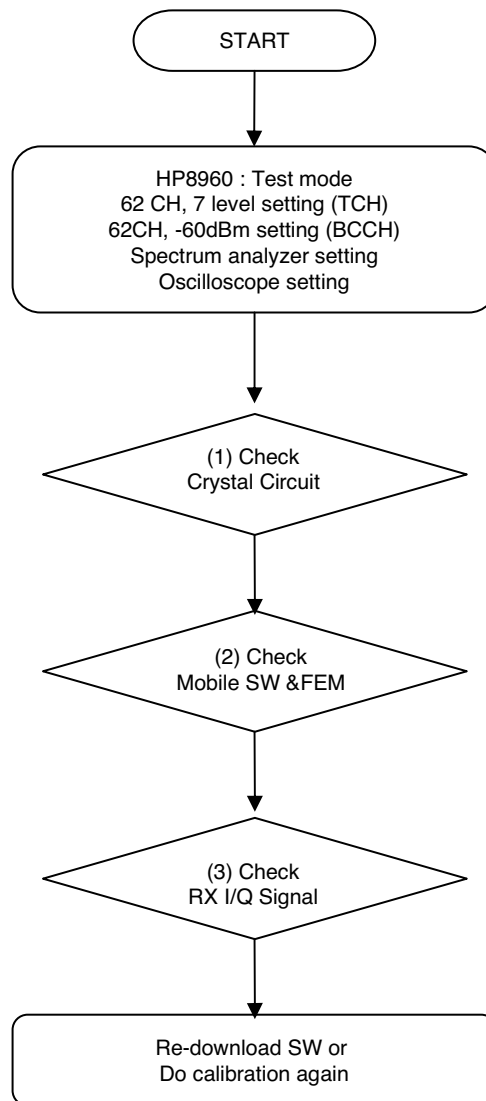 START
HP8960 : Test mode
62 CH, 7 level setting (TCH)
62CH, -60dBm setting (BCCH)
Spectrum analyzer setting
Oscilloscope setting
(1) Check
Crystal Circuit
(2) Check
Mobile SW &FEM
(3) Check
RX I/Q Signal
Re-download SW or
Do calibration again